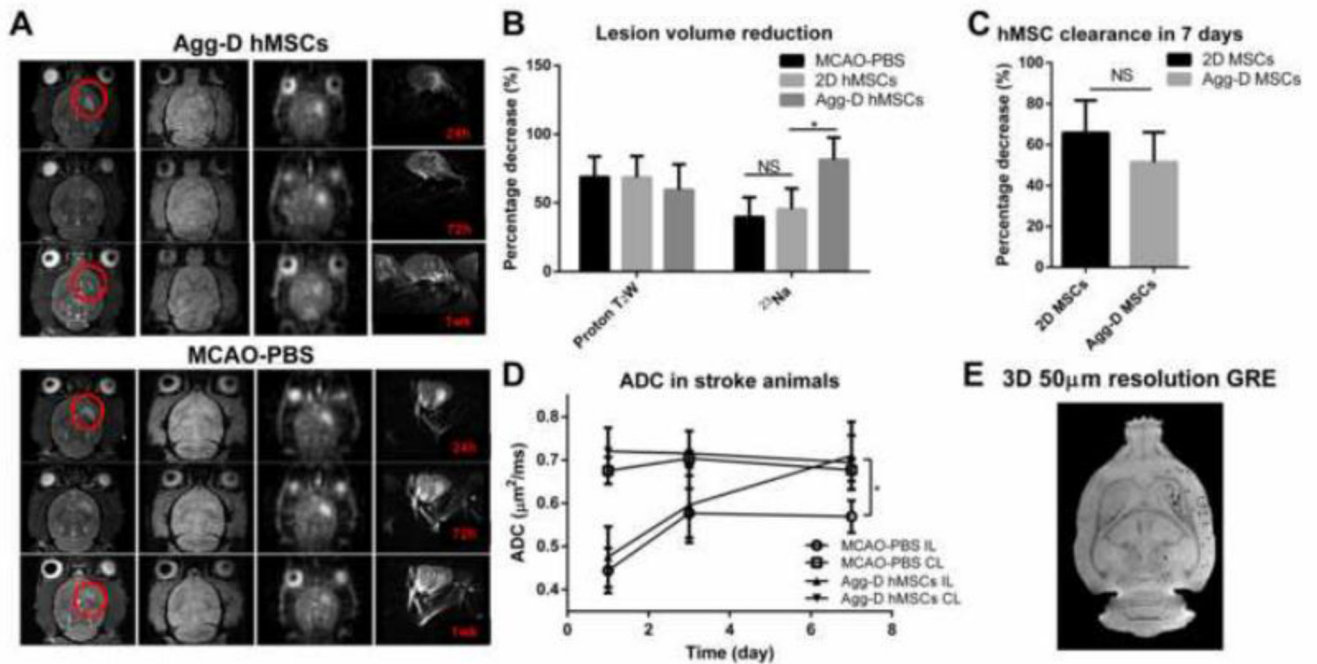 A
Agg-D hMSCs
24h
72h
1wk
MCAO-PBS
24h
72h
1wk
B
Lesion volume reduction
MCAO-PBS
2D hMSCs
Agg-D hMSCs
Percentage decrease (%)
150
100
50
0
NS
*
Proton T₂W
²³Na
C
hMSC clearance in 7 days
2D MSCs
Agg-D MSCs
Percentage decrease (%)
100
80
60
40
20
0
NS
2D MSCs
Agg-D MSCs
D
ADC in stroke animals
ADC (μm²/ms)
0.8
0.7
0.6
0.5
0.4
*
MCAO-PBS IL
MCAO-PBS CL
Agg-D hMSCs IL
Agg-D hMSCs CL
0 2 4 6 8
Time (day)
E
3D 50μm resolution GRE